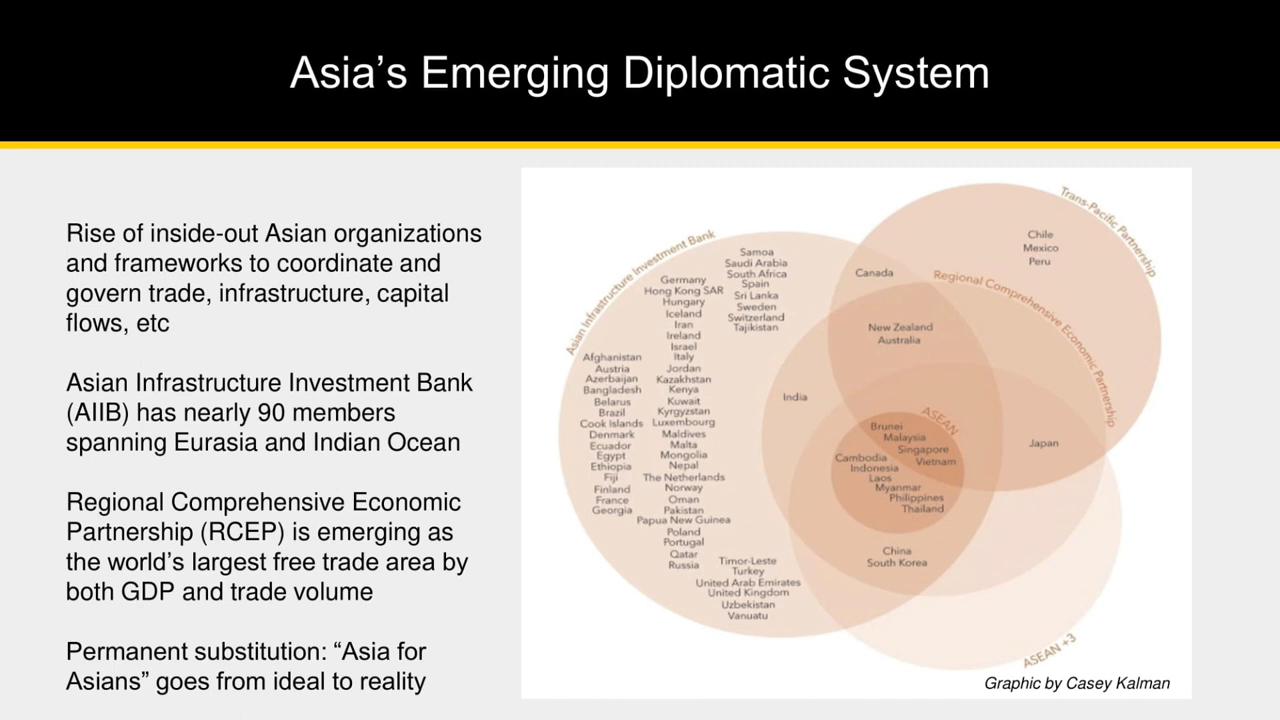 Asia's Emerging Diplomatic System
Rise of inside-out Asian organizations
and frameworks to coordinate and
govern trade, infrastructure, capital
flows, etc
Asian Infrastructure Investment Bank
(AIIB) has nearly 90 members
spanning Eurasia and Indian Ocean
Regional Comprehensive Economic
Partnership (RCEP) is emerging as
the world's largest free trade area by
both GDP and trade volume
Permanent substitution: “Asia for
Asians” goes from ideal to reality
Asian Infrastructure Investment Bank
Afghanistan
Austria
Azerbaijan
Bangladesh
Belarus
Brazil
Cook Islands
Denmark
Ecuador
Egypt
Ethiopia
Fiji
Finland
France
Georgia
Germany
Hong Kong SAR
Hungary
Iceland
Iran
Ireland
Israel
Italy
Jordan
Kazakhstan
Kenya
Kuwait
Kyrgyzstan
Luxembourg
Maldives
Malta
Mongolia
Nepal
The Netherlands
Norway
Oman
Pakistan
Papua New Guinea
Poland
Portugal
Qatar
Russia
Samoa
Saudi Arabia
South Africa
Spain
Sri Lanka
Sweden
Switzerland
Tajikistan
Timor-Leste
Turkey
United Arab Emirates
United Kingdom
Uzbekistan
Vanuatu
India
Canada
New Zealand
Australia
Trans-Pacific Partnership
Chile
Mexico
Peru
Regional Comprehensive Economic Partnership
ASEAN
Brunei
Malaysia
Singapore
Vietnam
Cambodia
Indonesia
Laos
Myanmar
Philippines
Thailand
Japan
China
South Korea
ASEAN +3
Graphic by Casey Kalman